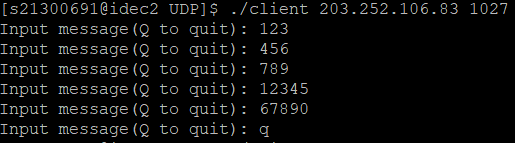 [s21300691@idec2 UDP]$ ./client 203.252.106.83 1027
Input message(Q to quit): 123
Input message(Q to quit): 456
Input message(Q to quit): 789
Input message(Q to quit): 12345
Input message(Q to quit): 67890
Input message(Q to quit): q